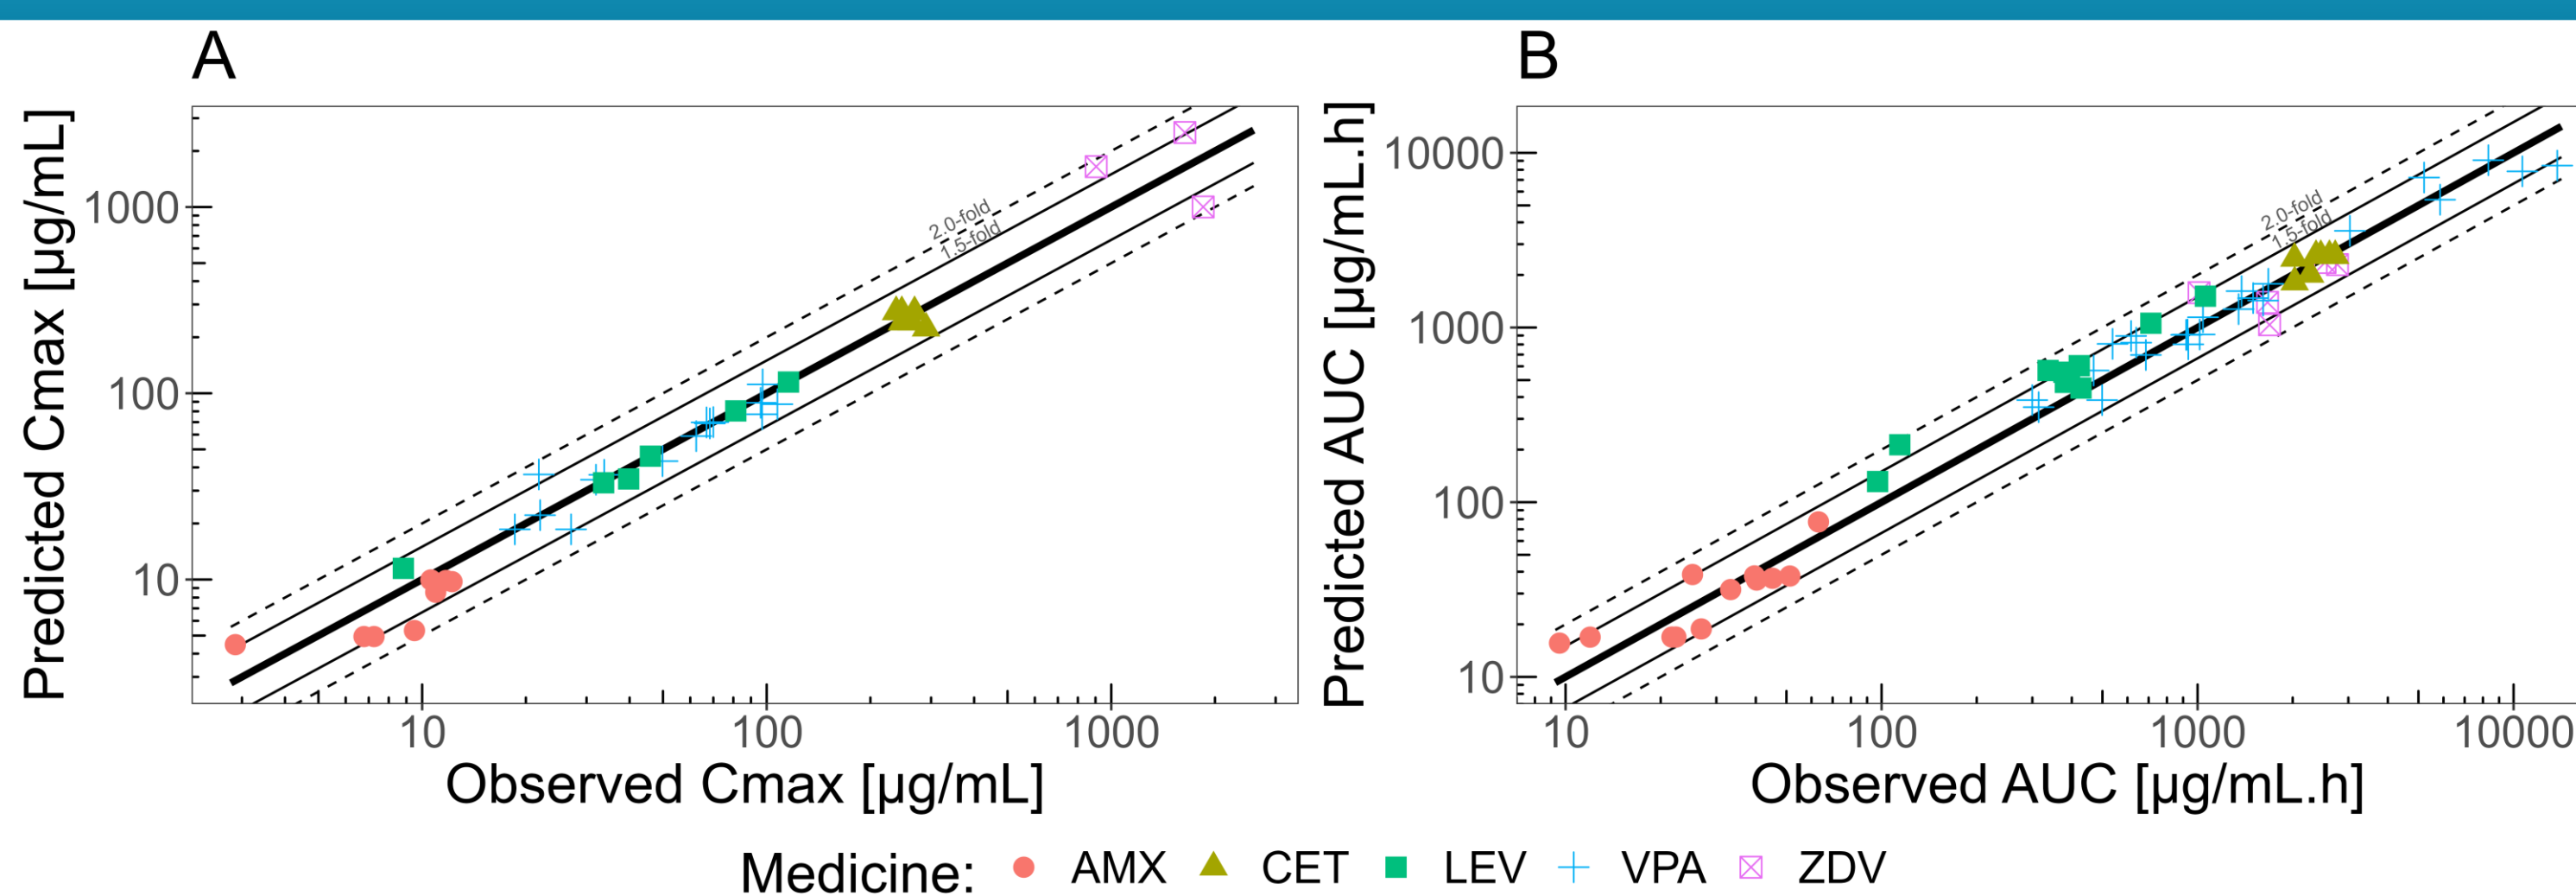 A
B
Predicted Cmax [µg/mL]
1000
100
10
2.0-fold
1.5-fold
10
100
1000
Observed Cmax [µg/mL]
Predicted AUC [µg/mL.h]
10000
1000
100
10
2.0-fold
1.5-fold
10
100
1000
10000
Observed AUC [µg/mL.h]
Medicine: AMX CET LEV VPA ZDV